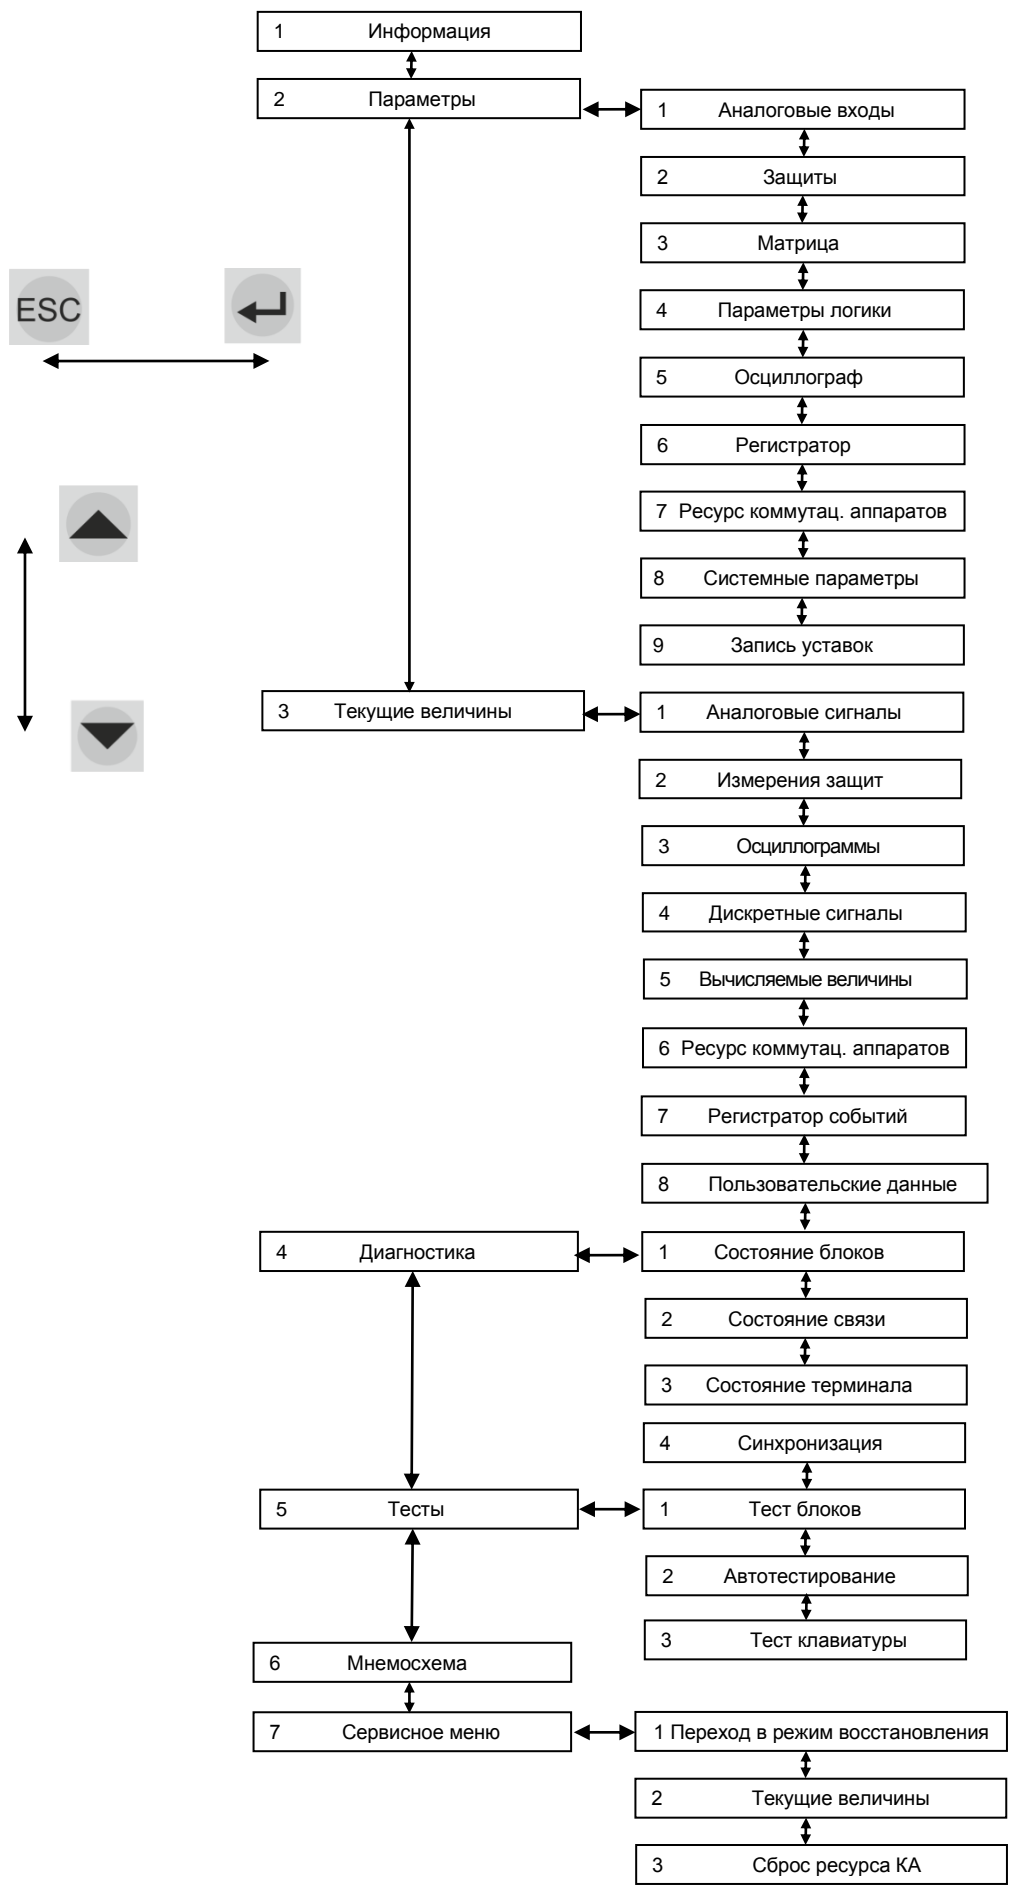 1 Информация
2 Параметры
1 Аналоговые входы
2 Защиты
3 Матрица
ESC
4 Параметры логики
5 Осциллограф
6 Регистратор
7 Ресурс коммутац. аппаратов
8 Системные параметры
9 Запись уставок
3 Текущие величины
1 Аналоговые сигналы
2 Измерения защит
3 Осциллограммы
4 Дискретные сигналы
5 Вычисляемые величины
6 Ресурс коммутац. аппаратов
7 Регистратор событий
8 Пользовательские данные
4 Диагностика
1 Состояние блоков
2 Состояние связи
3 Состояние терминала
4 Синхронизация
5 Тесты
1 Тест блоков
2 Автотестирование
3 Тест клавиатуры
6 Мнемосхема
7 Сервисное меню
1 Переход в режим восстановления
2 Текущие величины
3 Сброс ресурса КА